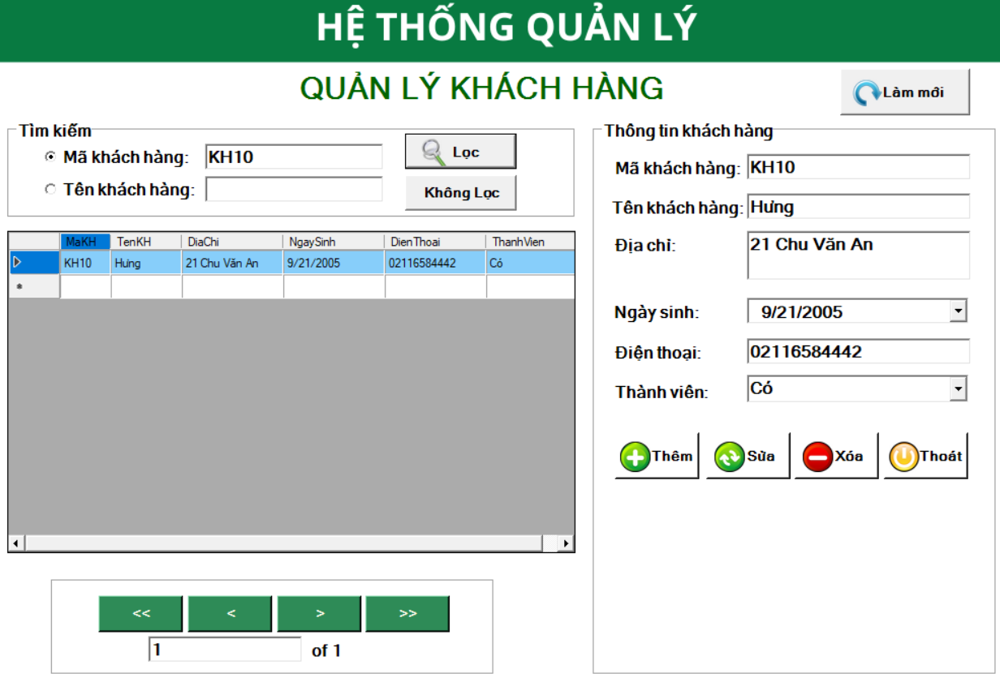 HỆ THỐNG QUẢN LÝ
QUẢN LÝ KHÁCH HÀNG
Làm mới
Tìm kiếm
Mã khách hàng: KH10
Lọc
Tên khách hàng:
Không Lọc
MaKH TenKH DiaChi NgaySinh DienThoai ThanhVien
KH10 Hưng 21 Chu Văn An 9/21/2005 02116584442 Có
<< < > >>
1 of 1
Thông tin khách hàng
Mã khách hàng: KH10
Tên khách hàng: Hưng
Địa chỉ: 21 Chu Văn An
Ngày sinh: 9/21/2005
Điện thoại: 02116584442
Thành viên: Có
Thêm Sửa Xóa Thoát